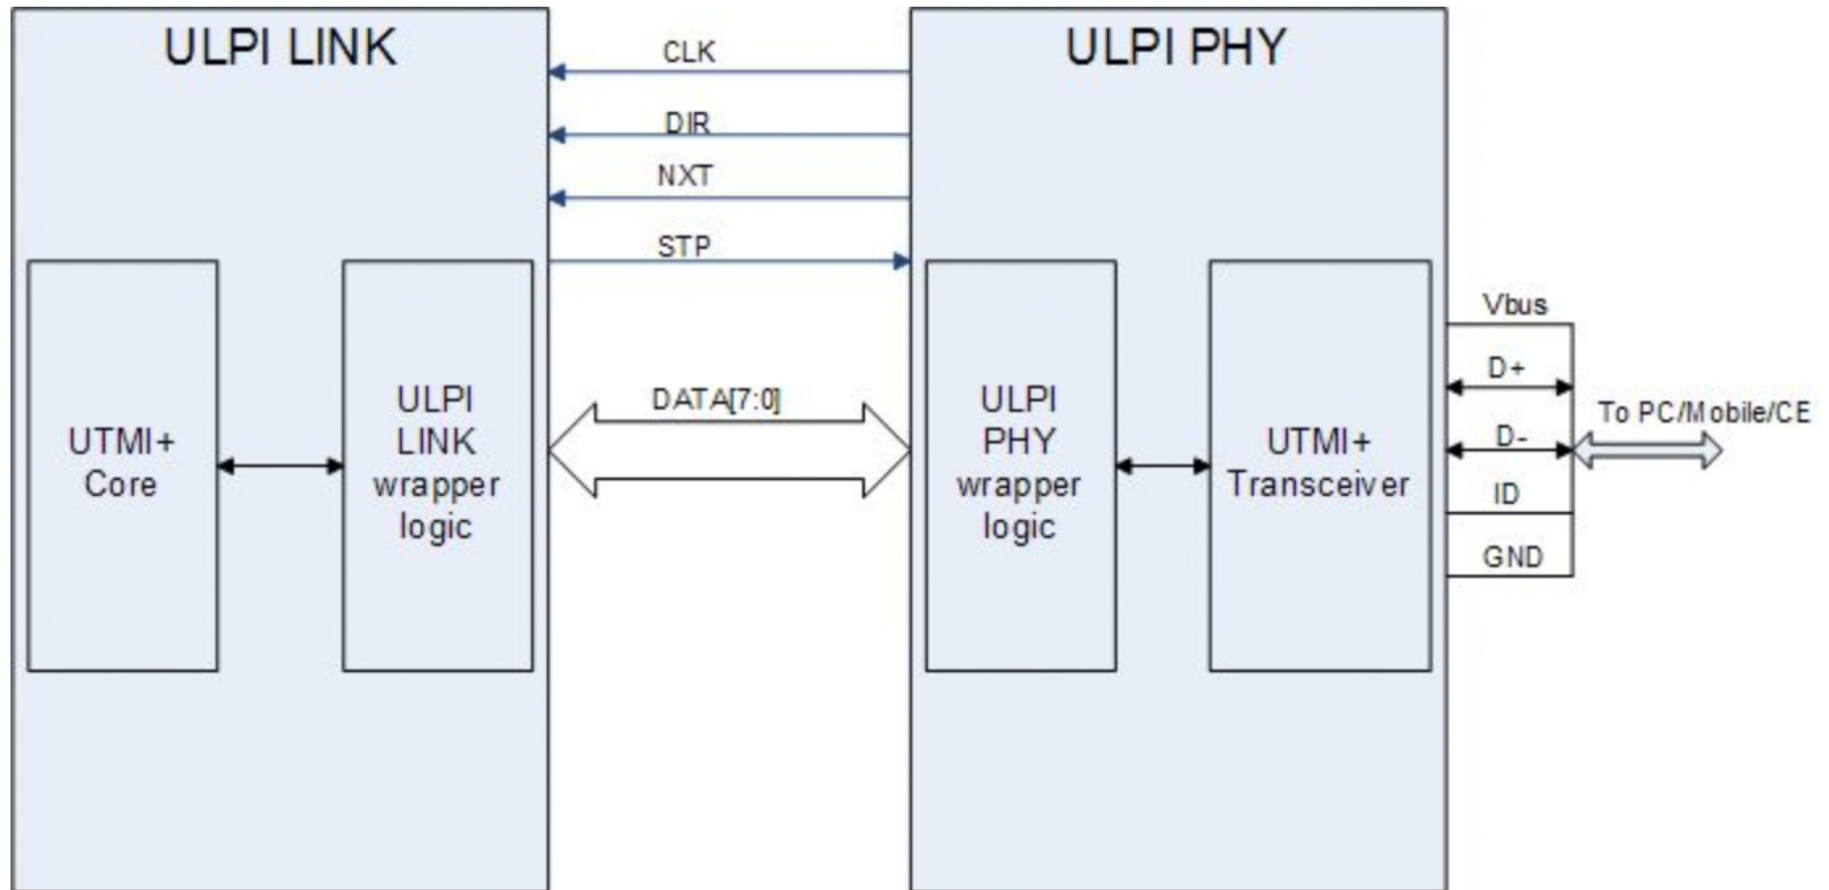 ULPI LINK
CLK
DIR
NXT
STP
ULPI PHY
UTMI+
Core
ULPI
LINK
wrapper
logic
DATA[7:0]
ULPI
PHY
wrapper
logic
UTMI+
Transceiver
Vbus
D+
D-
ID
GND
To PC/Mobile/CE